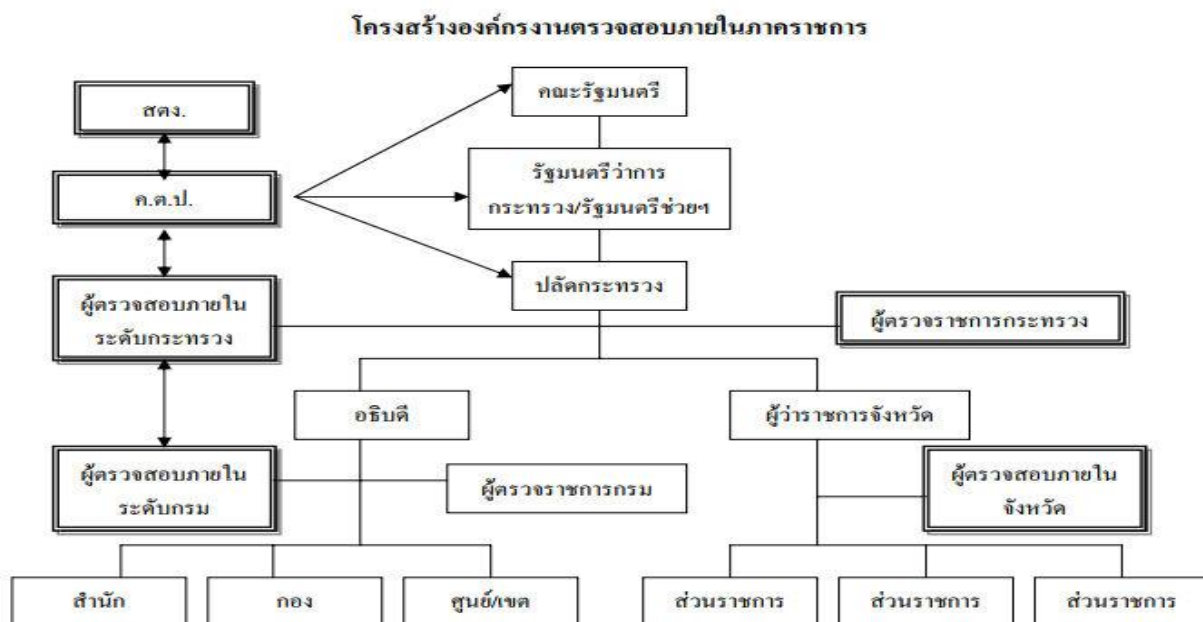 โครงสร้างองค์กรงานตรวจสอบภายในภาคราชการ
คณะรัฐมนตรี
สตง.
รัฐมนตรีว่าการ
กระทรวง/รัฐมนตรีช่วยฯ
ค.ต.ป.
ปลัดกระทรวง
ผู้ตรวจสอบภายใน
ระดับกระทรวง
ผู้ตรวจราชการกระทรวง
อธิบดี
ผู้ว่าราชการจังหวัด
ผู้ตรวจสอบภายใน
ระดับกรม
ผู้ตรวจราชการกรม
ผู้ตรวจสอบภายใน
จังหวัด
สำนัก
กอง
ศูนย์/เขต
ส่วนราชการ
ส่วนราชการ
ส่วนราชการ